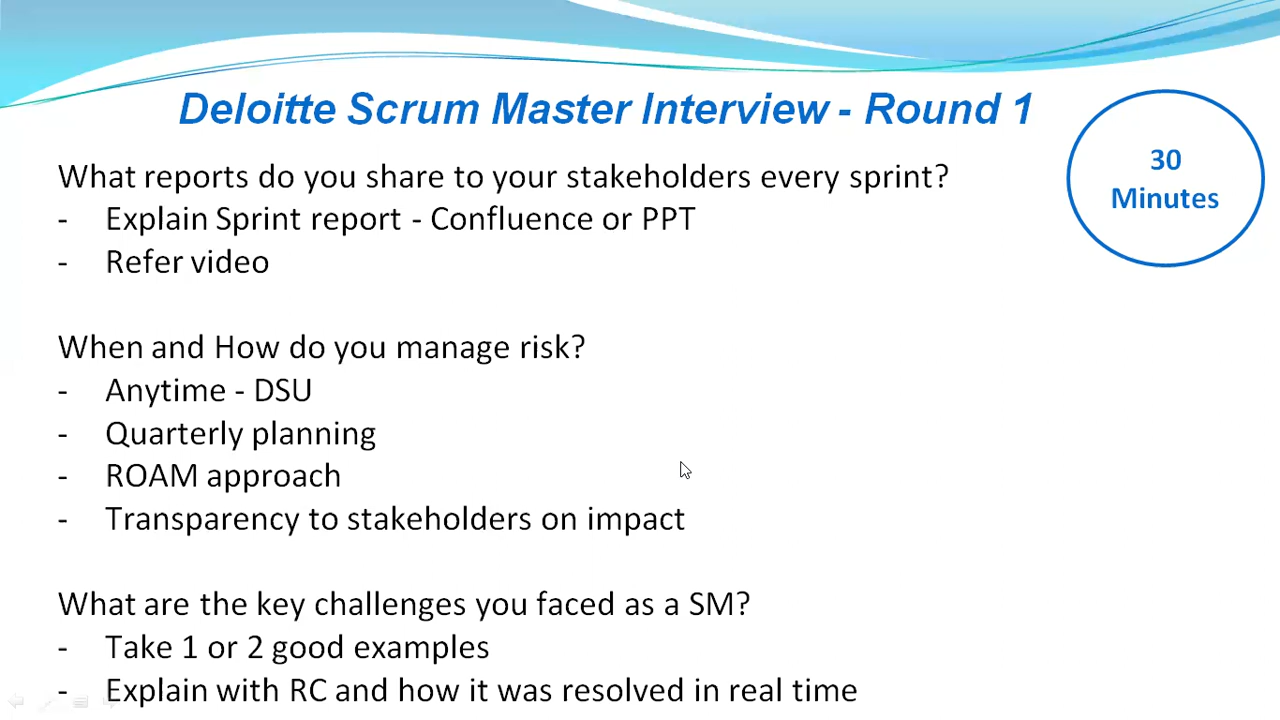 Deloitte Scrum Master Interview - Round 1
30
Minutes
What reports do you share to your stakeholders every sprint?
- Explain Sprint report - Confluence or PPT
- Refer video
When and How do you manage risk?
- Anytime - DSU
- Quarterly planning
- ROAM approach
- Transparency to stakeholders on impact
What are the key challenges you faced as a SM?
- Take 1 or 2 good examples
- Explain with RC and how it was resolved in real time